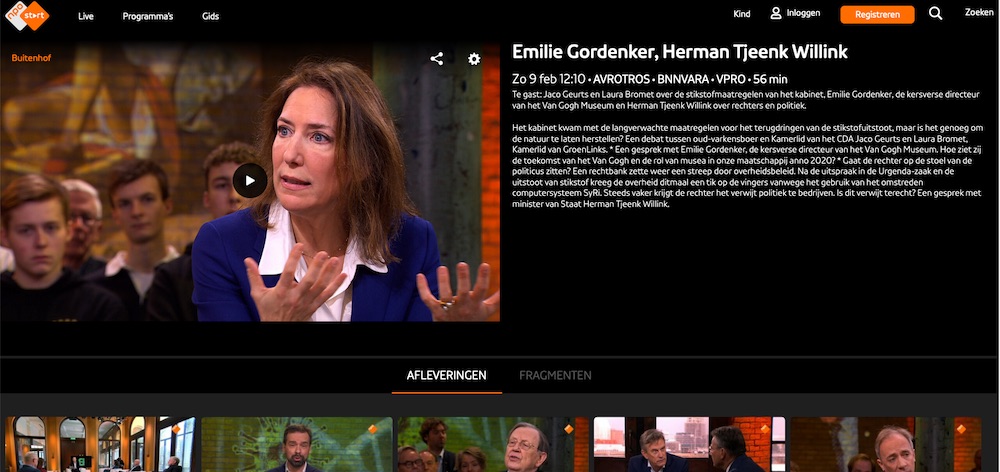 npo start
Live
Programma's
Gids
Kind
Inloggen
Registreren
Zoeken
Buitenhof
Emilie Gordenker, Herman Tjeenk Willink
Zo 9 feb 12:10 • AVROTROS • BNNVARA • VPRO • 56 min
Te gast: Jaco Geurts en Laura Bromet over de stikstofmaatregelen van het kabinet, Emilie Gordenker, de kersverse directeur
van het Van Gogh Museum en Herman Tjeenk Willink over rechters en politiek.
Het kabinet kwam met de langverwachte maatregelen voor het terugdringen van de stikstofuitstoot, maar is het genoeg om
de natuur te laten herstellen? Een debat tussen oud-varkensboer en Kamerlid van het CDA Jaco Geurts en Laura Bromet,
Kamerlid van GroenLinks. * Een gesprek met Emilie Gordenker, de kersverse directeur van het Van Gogh Museum. Hoe ziet zij
de toekomst van het Van Gogh en de rol van musea in onze maatschappij anno 2020? * Gaat de rechter op de stoel van de
politicus zitten? Een rechtbank zette weer een streep door overheidsbeleid. Na de uitspraak in de Urgenda-zaak en de
uitstoot van stikstof kreeg de overheid ditmaal een tik op de vingers vanwege het gebruik van het omstreden
computersysteem SyRi. Steeds vaker krijgt de rechter het verwijt politiek te bedrijven. Is dit verwijt terecht? Een gesprek met
minister van Staat Herman Tjeenk Willink.
AFLEVERINGEN
FRAGMENTEN